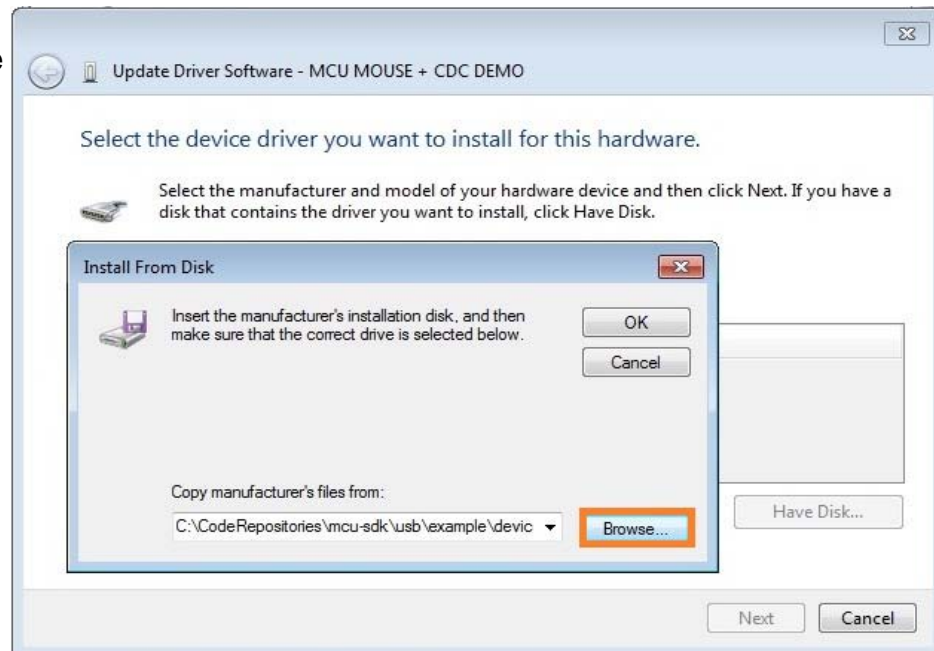 e
Update Driver Software - MCU MOUSE + CDC DEMO
Select the device driver you want to install for this hardware.
Select the manufacturer and model of your hardware device and then click Next. If you have a
disk that contains the driver you want to install, click Have Disk.
Install From Disk
Insert the manufacturer's installation disk, and then
make sure that the correct drive is selected below.
OK
Cancel
Copy manufacturer's files from:
C:\CodeRepositories\mcu-sdk\usb\example\devic
Browse...
Have Disk...
Next
Cancel